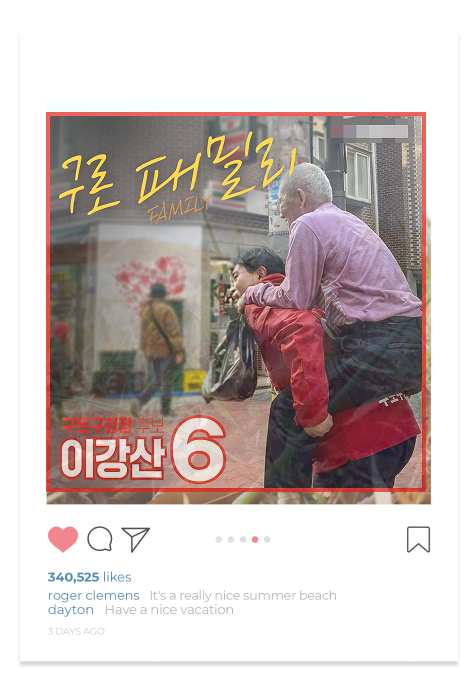 구로 패밀리
FAMILY
구로구청장 후보
이강산 6
340,525 likes
roger clemens It's a really nice summer beach
dayton Have a nice vacation
3 DAYS AGO